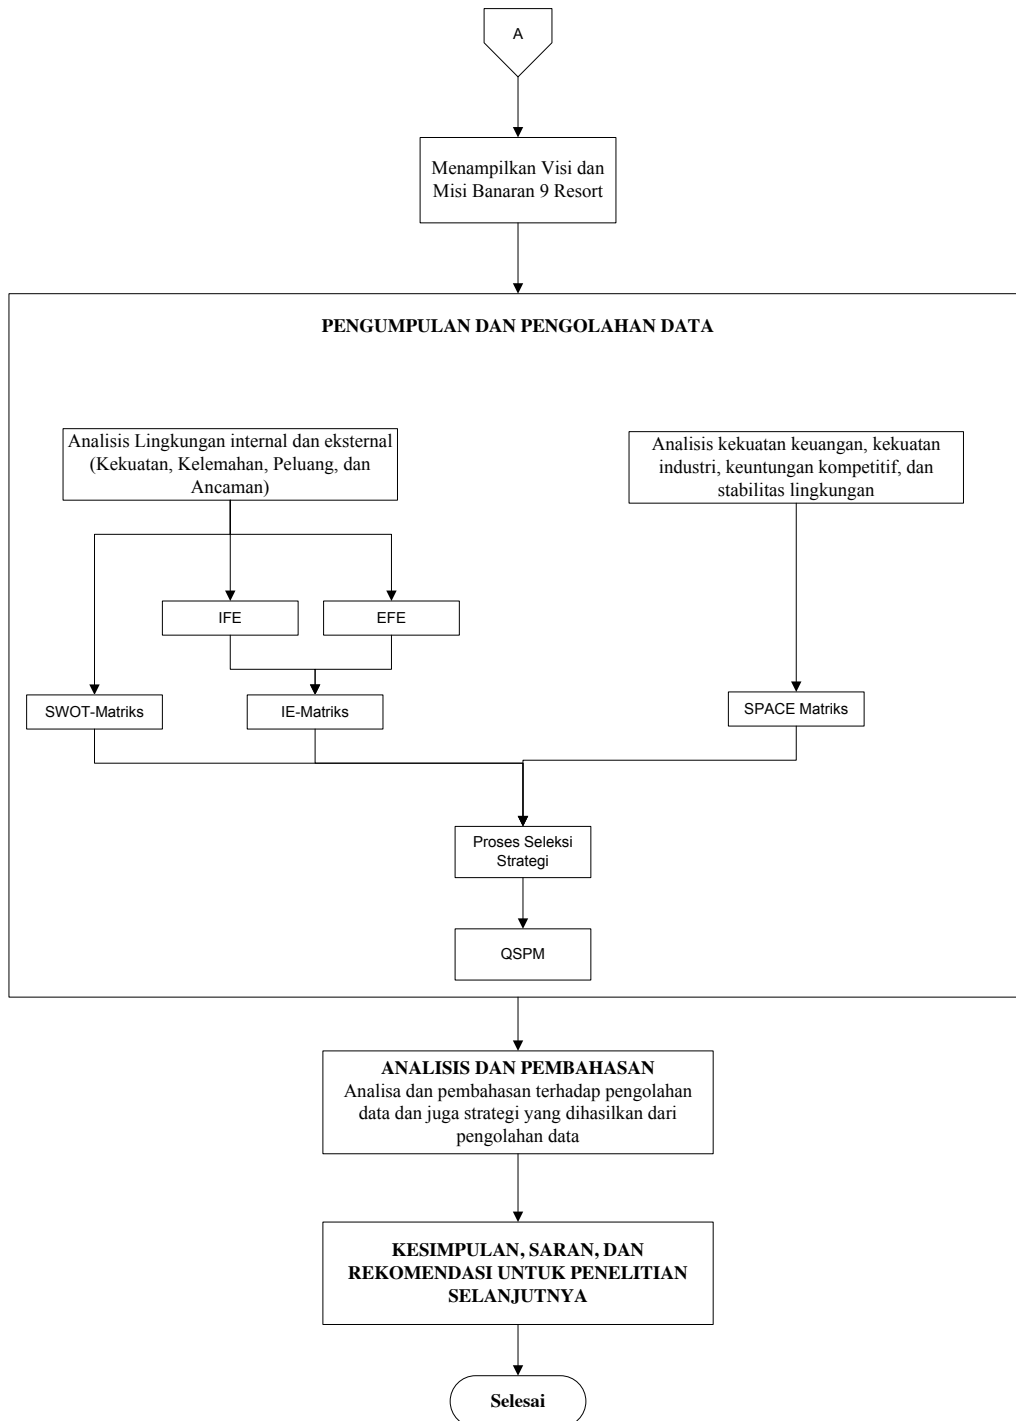 A
Menampilkan Visi dan
Misi Banaran 9 Resort
PENGUMPULAN DAN PENGOLAHAN DATA
Analisis Lingkungan internal dan eksternal
(Kekuatan, Kelemahan, Peluang, dan
Ancaman)
Analisis kekuatan keuangan, kekuatan
industri, keuntungan kompetitif, dan
stabilitas lingkungan
IFE
EFE
SWOT-Matriks
IE-Matriks
SPACE Matriks
Proses Seleksi
Strategi
QSPM
ANALISIS DAN PEMBAHASAN
Analisa dan pembahasan terhadap pengolahan
data dan juga strategi yang dihasilkan dari
pengolahan data
KESIMPULAN, SARAN, DAN
REKOMENDASI UNTUK PENELITIAN
SELANJUTNYA
Selesai